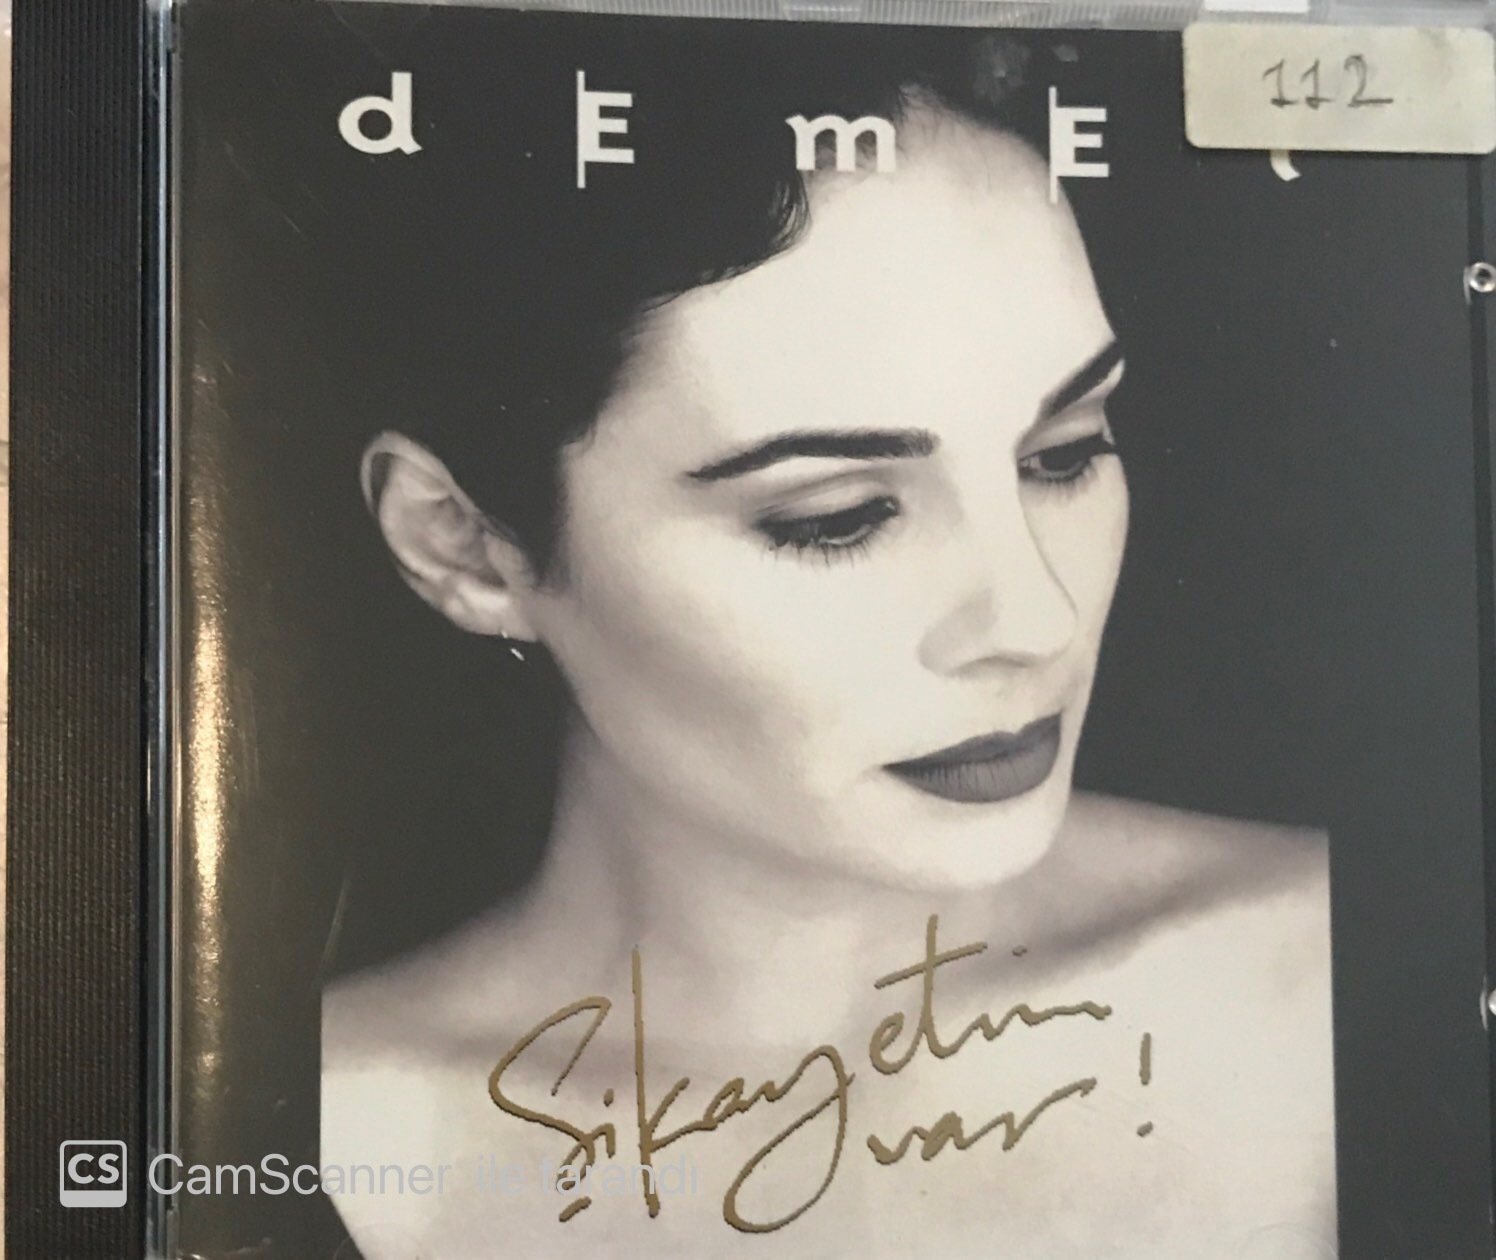 dEmEt
112
Şikayetim
var!
CS CamScanner ile tarandı